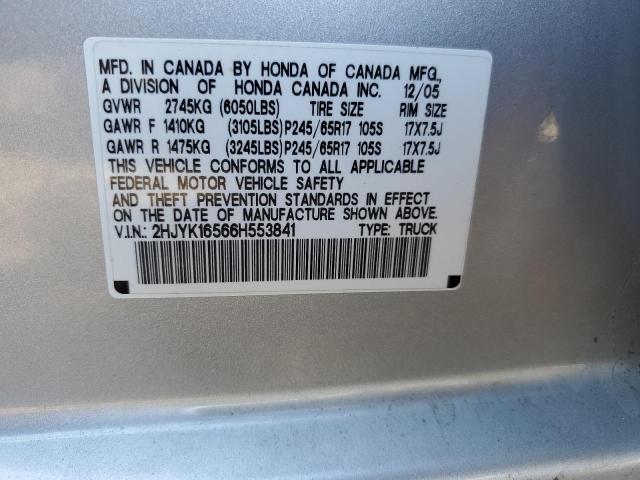 MFD. IN CANADA BY HONDA OF CANADA MFG.,
A DIVISION OF HONDA CANADA INC. 12/05
GVWR 2745KG (6050LBS) TIRE SIZE RIM SIZE
GAWR F 1410KG (3105LBS) P245/65R17 105S 17X7.5J
GAWR R 1475KG (3245LBS) P245/65R17 105S 17X7.5J
THIS VEHICLE CONFORMS TO ALL APPLICABLE
FEDERAL MOTOR VEHICLE SAFETY
AND THEFT PREVENTION STANDARDS IN EFFECT
ON THE DATE OF MANUFACTURE SHOWN ABOVE.
V.I.N.: 2HJYK16566H553841 TYPE: TRUCK